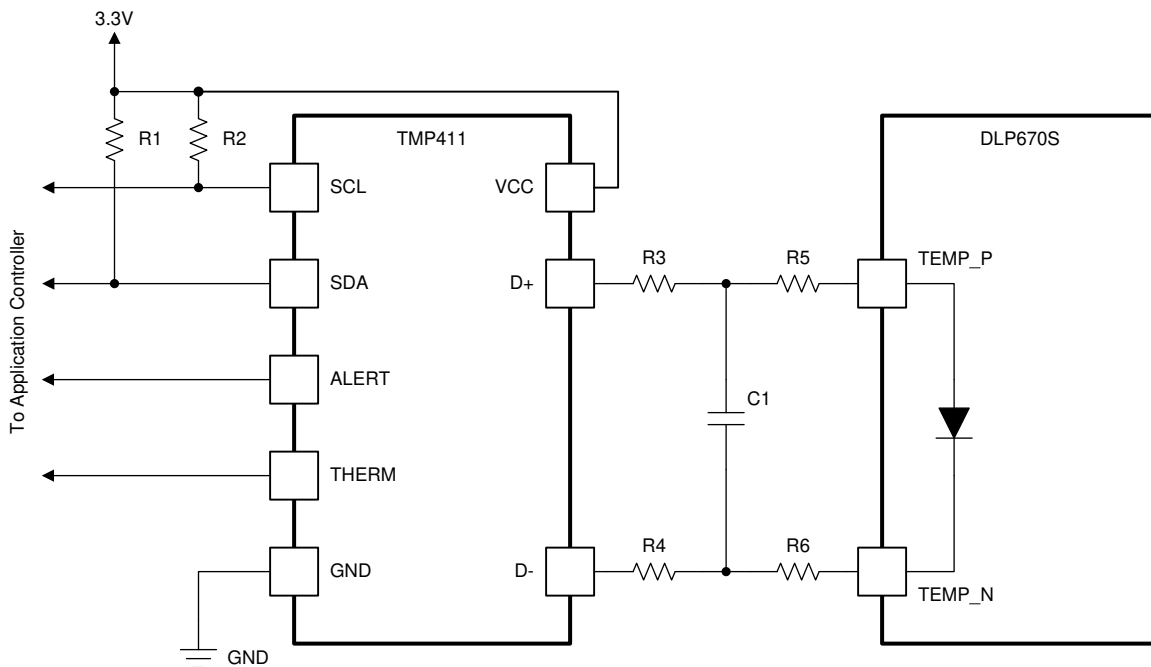 3.3V
R1
R2
TMP411
DLP670S
SCL
VCC
R3
R5
TEMP_P
SDA
D+
To Application Controller
ALERT
C1
THERM
R4
R6
GND
D-
TEMP_N
GND